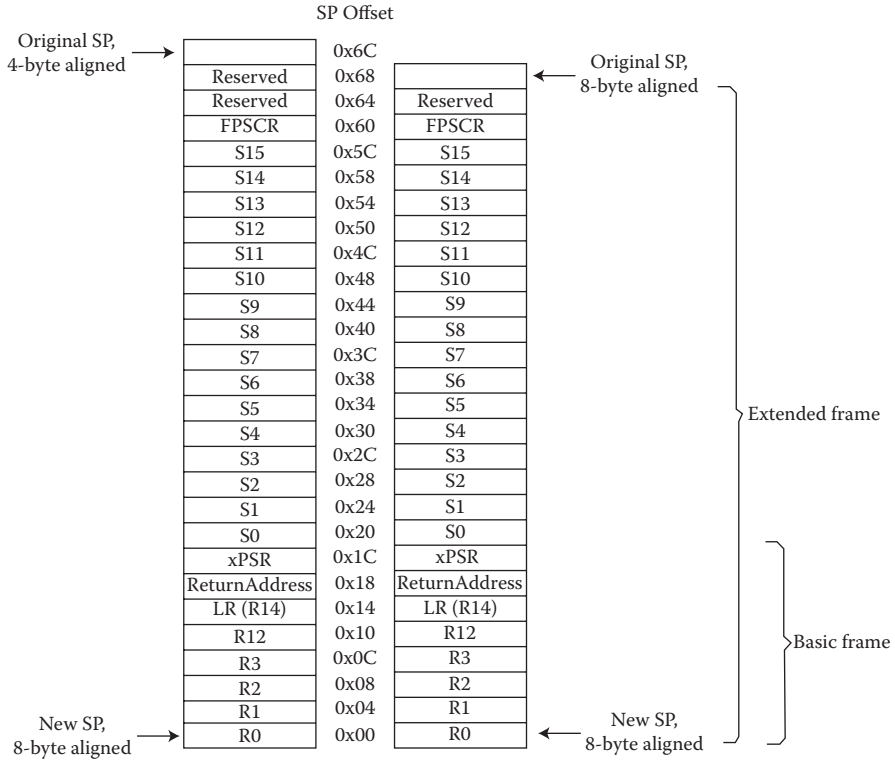 SP Offset
Original SP,
4-byte aligned
0x6C
Reserved 0x68
Original SP,
8-byte aligned
Reserved 0x64 Reserved
FPSCR 0x60 FPSCR
S15 0x5C S15
S14 0x58 S14
S13 0x54 S13
S12 0x50 S12
S11 0x4C S11
S10 0x48 S10
S9 0x44 S9
S8 0x40 S8
S7 0x3C S7
S6 0x38 S6
S5 0x34 S5
Extended frame
S4 0x30 S4
S3 0x2C S3
S2 0x28 S2
S1 0x24 S1
S0 0x20 S0
xPSR 0x1C xPSR
ReturnAddress 0x18 ReturnAddress
LR (R14) 0x14 LR (R14)
R12 0x10 R12
Basic frame
R3 0x0C R3
R2 0x08 R2
R1 0x04 R1
New SP,
8-byte aligned
R0 0x00 R0
New SP,
8-byte aligned